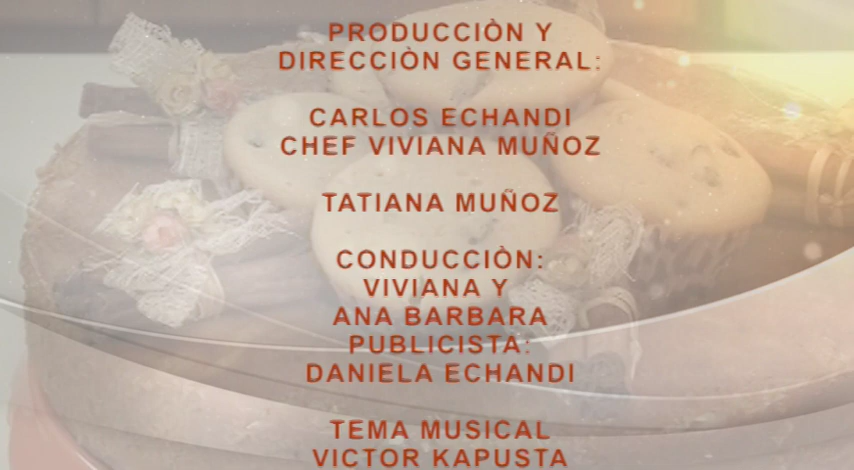 PRODUCCIÒN Y
DIRECCIÒN GENERAL:
CARLOS ECHANDI
CHEF VIVIANA MUÑOZ
TATIANA MUÑOZ
CONDUCCIÒN:
VIVIANA Y
ANA BARBARA
PUBLICISTA:
DANIELA ECHANDI
TEMA MUSICAL
VICTOR KAPUSTA